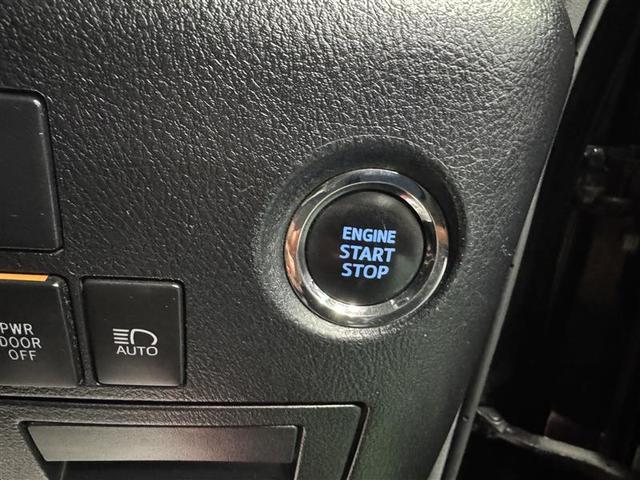 ENGINE
START
STOP
PWR
DOOR
OFF
AUTO